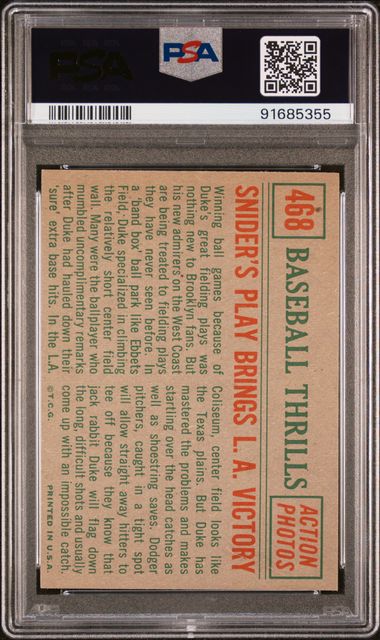 PSA
PSA
91685355
468 BASEBALL THRILLS
ACTION
PHOTOS
SNIDER'S PLAY BRINGS L. A. VICTORY
Winning ball games because of
Duke's great fielding plays was
nothing new to Brooklyn fans. But
his new admirers on the West Coast
are being treated to fielding plays
they have never seen before. In
a 'band box' ball park like Ebbets
Field, Duke specialized in climbing
the relatively short center field
wall. Many were the ballplayer who
mumbled uncomplimentary remarks
after Duke had hauled down their
'sure' extra base hits. In the L.A.
Coliseum, center field looks like
the Texas plains. But Duke has
mastered the problems and makes
startling over the head catches as
well as shoestring saves. Dodger
pitchers, caught in a tight spot
will allow straight away hitters to
tee off because they know that
jack rabbit Duke will flag down
the long, difficult shots and usually
come up with an impossible catch.
© T.C.G. PRINTED IN U.S.A.